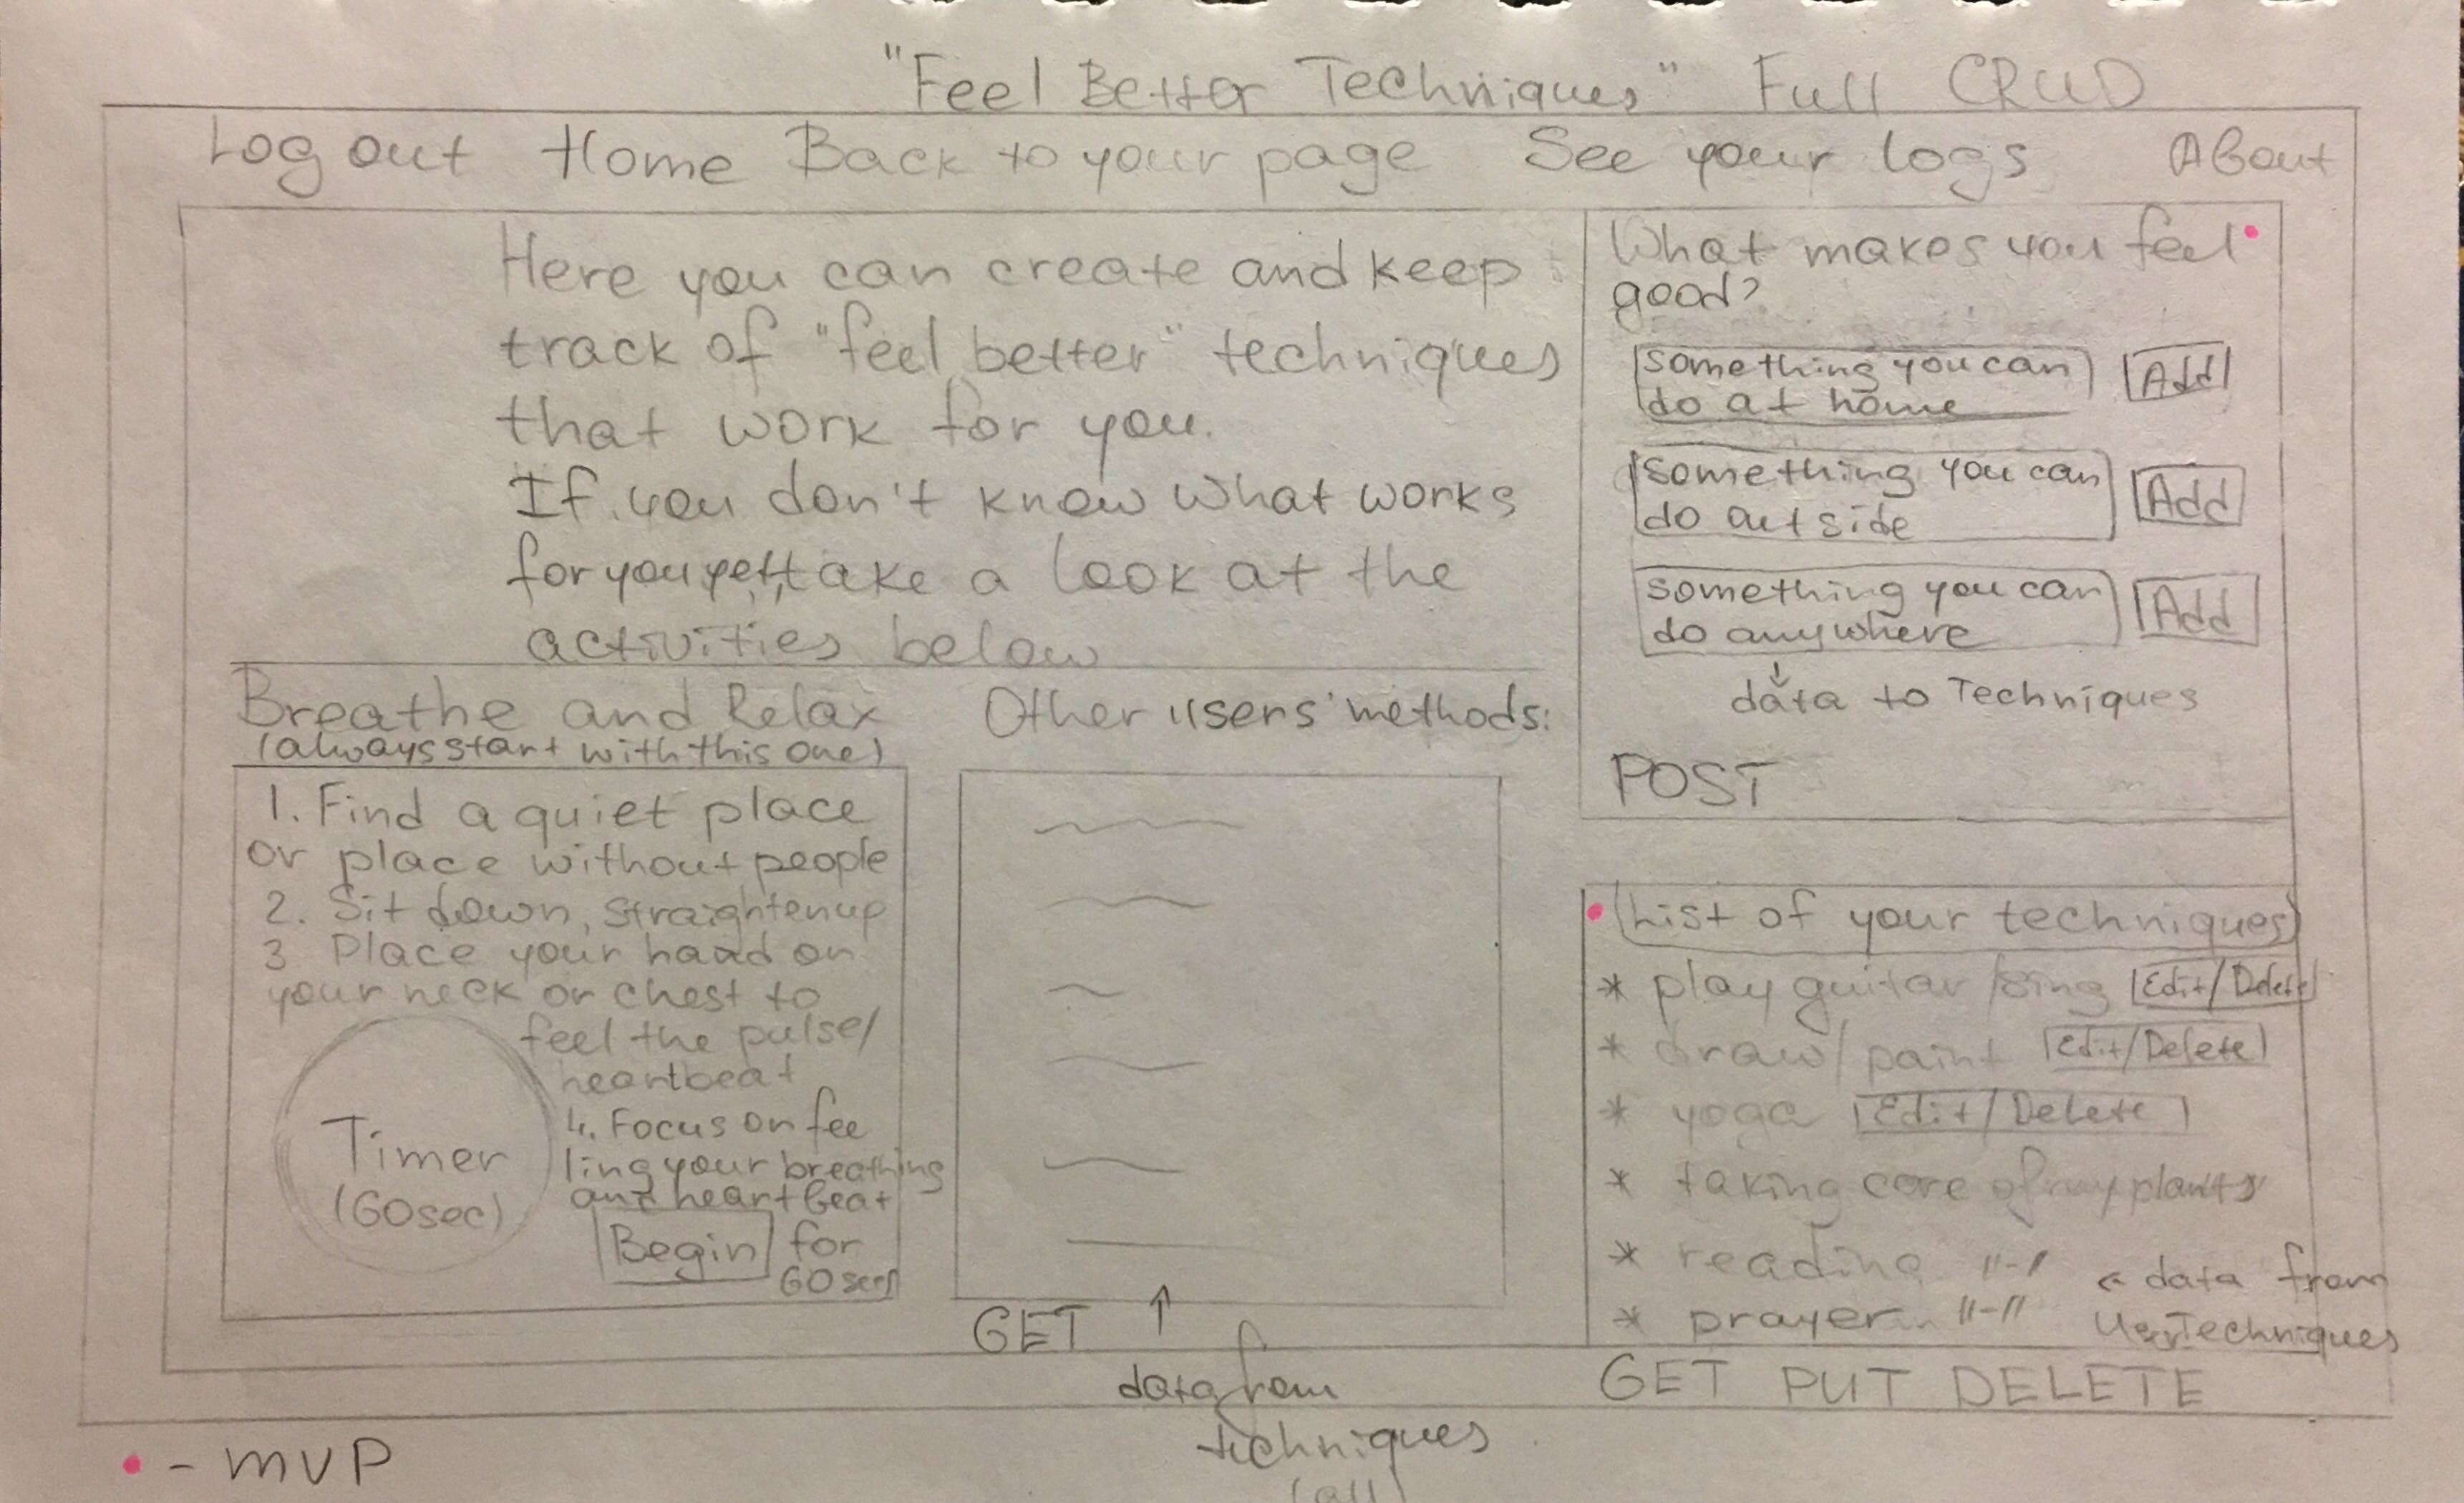 "Feel Better Techniques" Full CRUD
Log out Home Back to your page See your logs About
Here you can create and keep
track of "feel better" techniques
that work for you.
If you don't know what works
for you yet, take a look at the
activities below
What makes you feel
good?
something you can
do at home
Add
something you can
do outside
Add
something you can
do anywhere
Add
data to Techniques
POST
Breathe and Relax
(always start with this one)
1. Find a quiet place
or place without people
2. Sit down, straighten up
3 Place your hand on
your neck or chest to
feel the pulse/
heartbeat
4. Focus on fee
ling your breathing
and heartbeat
Begin for
60 secs
Timer
(60sec)
Other users' methods:
GET
data from
techniques
(all)
List of your techniques
* play guitar/sing Edit/Delete
* draw/paint Edit/Delete
* yoga Edit/Delete
* taking care of my plants
* reading "-"
* prayer "-"
data from
User Techniques
GET PUT DELETE
- MVP